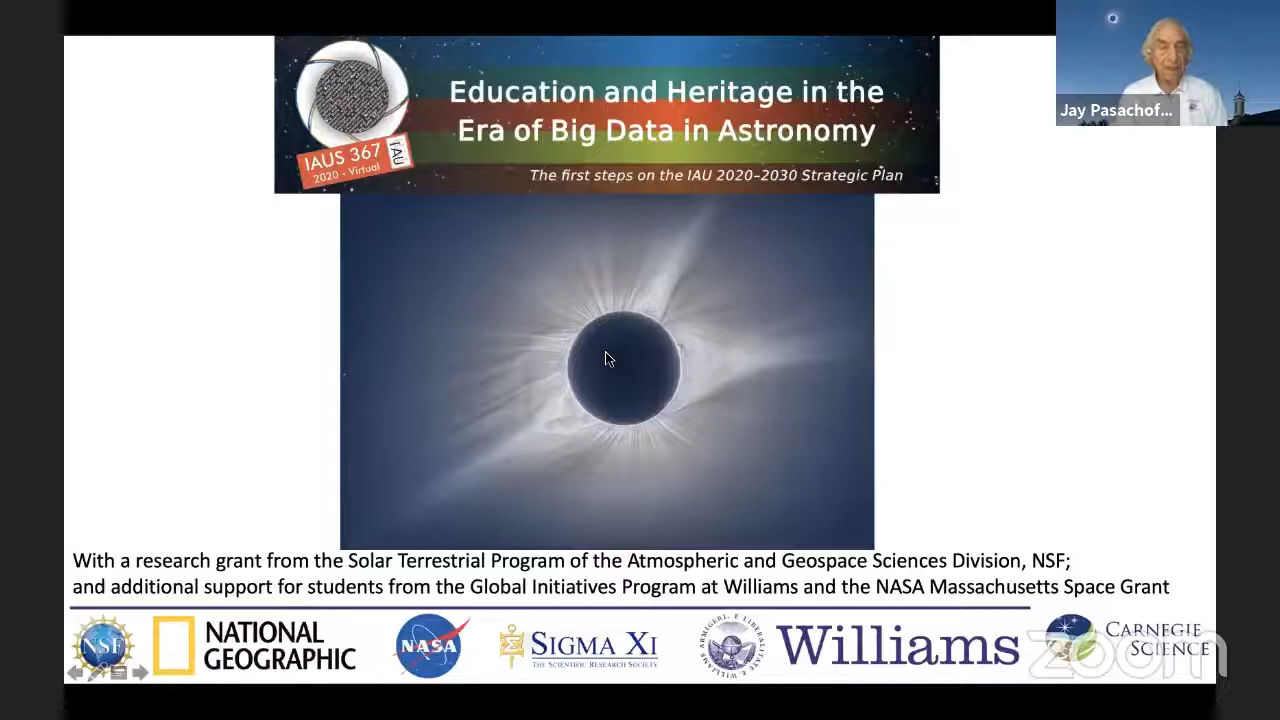 Education and Heritage in the
Era of Big Data in Astronomy
The first steps on the IAU 2020–2030 Strategic Plan
IAUS 367
2020 - Virtual
IAU
Jay Pasachof...
With a research grant from the Solar Terrestrial Program of the Atmospheric and Geospace Sciences Division, NSF;
and additional support for students from the Global Initiatives Program at Williams and the NASA Massachusetts Space Grant
NSF
NATIONAL
GEOGRAPHIC
NASA
SIGMA XI
THE SCIENTIFIC RESEARCH SOCIETY
E LIBERALITATE E. WILLIAMS ARMIGERI
Williams
CARNEGIE
SCIENCE
zoom